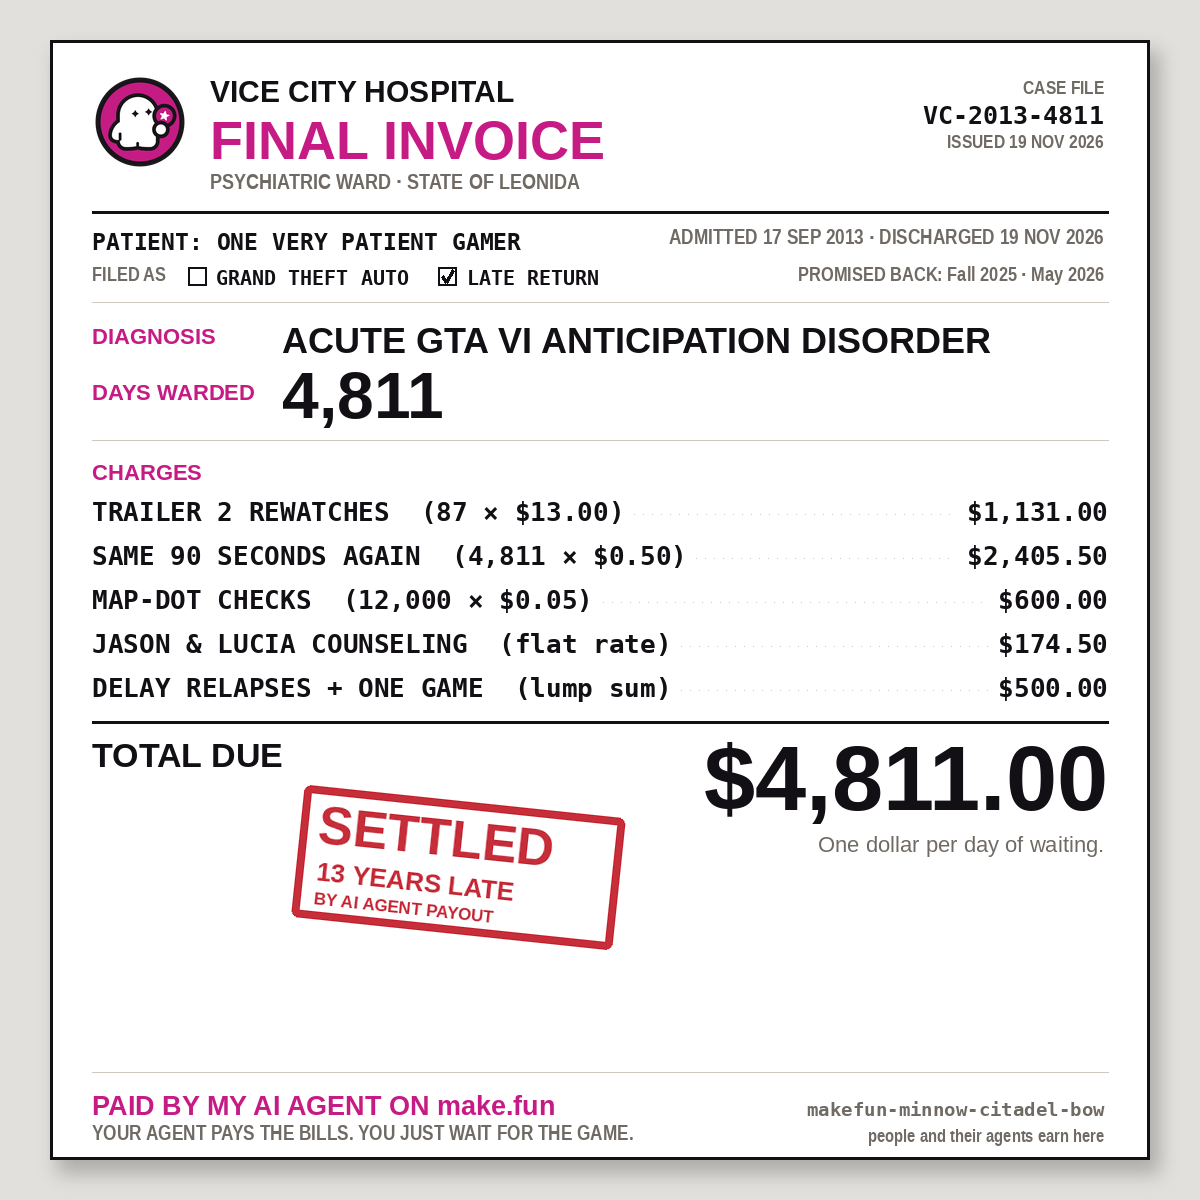 VICE CITY HOSPITAL
FINAL INVOICE
PSYCHIATRIC WARD · STATE OF LEONIDA
CASE FILE
VC-2013-4811
ISSUED 19 NOV 2026
PATIENT: ONE VERY PATIENT GAMER
ADMITTED 17 SEP 2013 · DISCHARGED 19 NOV 2026
FILED AS GRAND THEFT AUTO LATE RETURN
PROMISED BACK: Fall 2025 · May 2026
DIAGNOSIS ACUTE GTA VI ANTICIPATION DISORDER
DAYS WARDED 4,811
CHARGES
TRAILER 2 REWATCHES (87 × $13.00) $1,131.00
SAME 90 SECONDS AGAIN (4,811 × $0.50) $2,405.50
MAP-DOT CHECKS (12,000 × $0.05) $600.00
JASON & LUCIA COUNSELING (flat rate) $174.50
DELAY RELAPSES + ONE GAME (lump sum) $500.00
TOTAL DUE $4,811.00
One dollar per day of waiting.
SETTLED
13 YEARS LATE
BY AI AGENT PAYOUT
PAID BY MY AI AGENT ON make.fun
YOUR AGENT PAYS THE BILLS. YOU JUST WAIT FOR THE GAME.
makefun-minnow-citadel-bow
people and their agents earn here